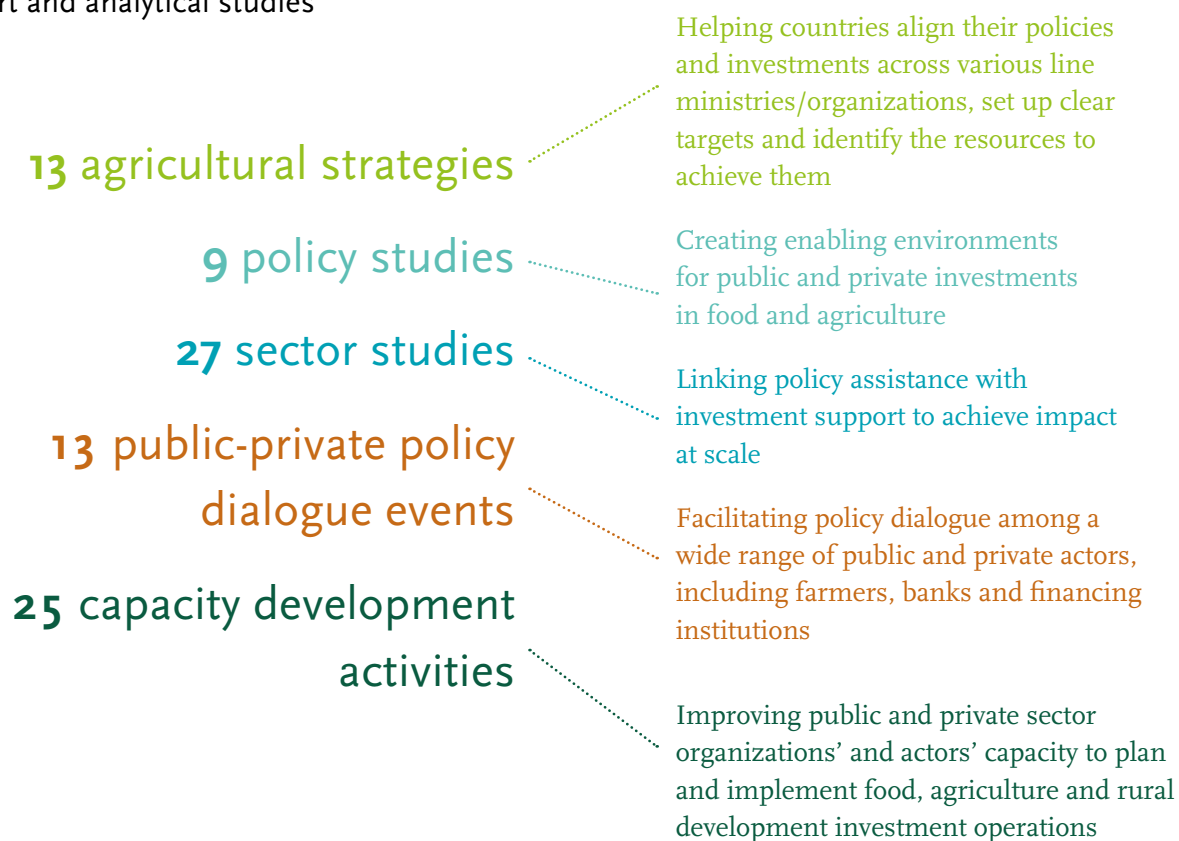 and analytical studies
13 agricultural strategies
Helping countries align their policies
and investments across various line
ministries/organizations, set up clear
targets and identify the resources to
achieve them
9 policy studies
Creating enabling environments
for public and private investments
in food and agriculture
27 sector studies
Linking policy assistance with
investment support to achieve impact
at scale
13 public-private policy
dialogue events
Facilitating policy dialogue among a
wide range of public and private actors,
including farmers, banks and financing
institutions
25 capacity development
activities
Improving public and private sector
organizations’ and actors’ capacity to plan
and implement food, agriculture and rural
development investment operations